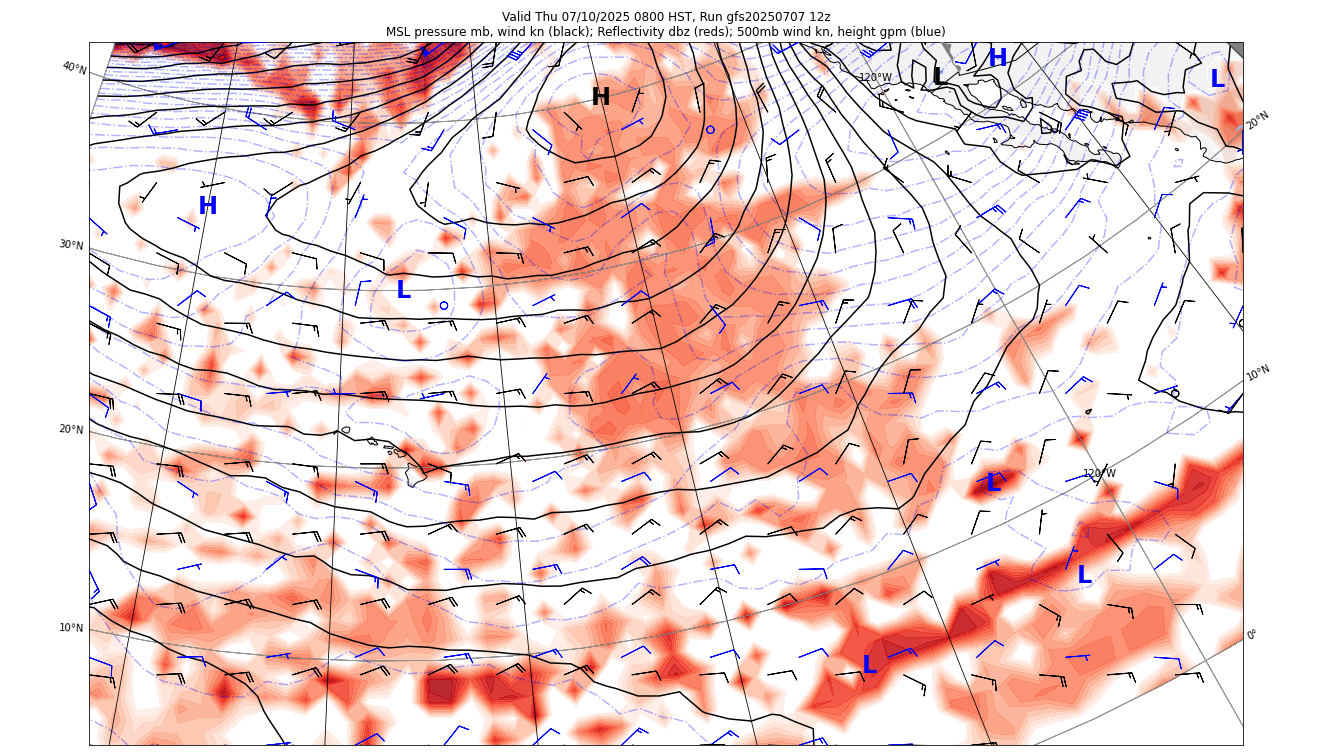 Valid Thu 07/10/2025 0800 HST, Run gfs20250707 12z
MSL pressure mb, wind kn (black); Reflectivity dbz (reds); 500mb wind kn, height gpm (blue)
40°N
H
120°W
L
H
L
20°N
H
30°N
L
10°N
20°N
120°W
L
L
10°N
0°
L